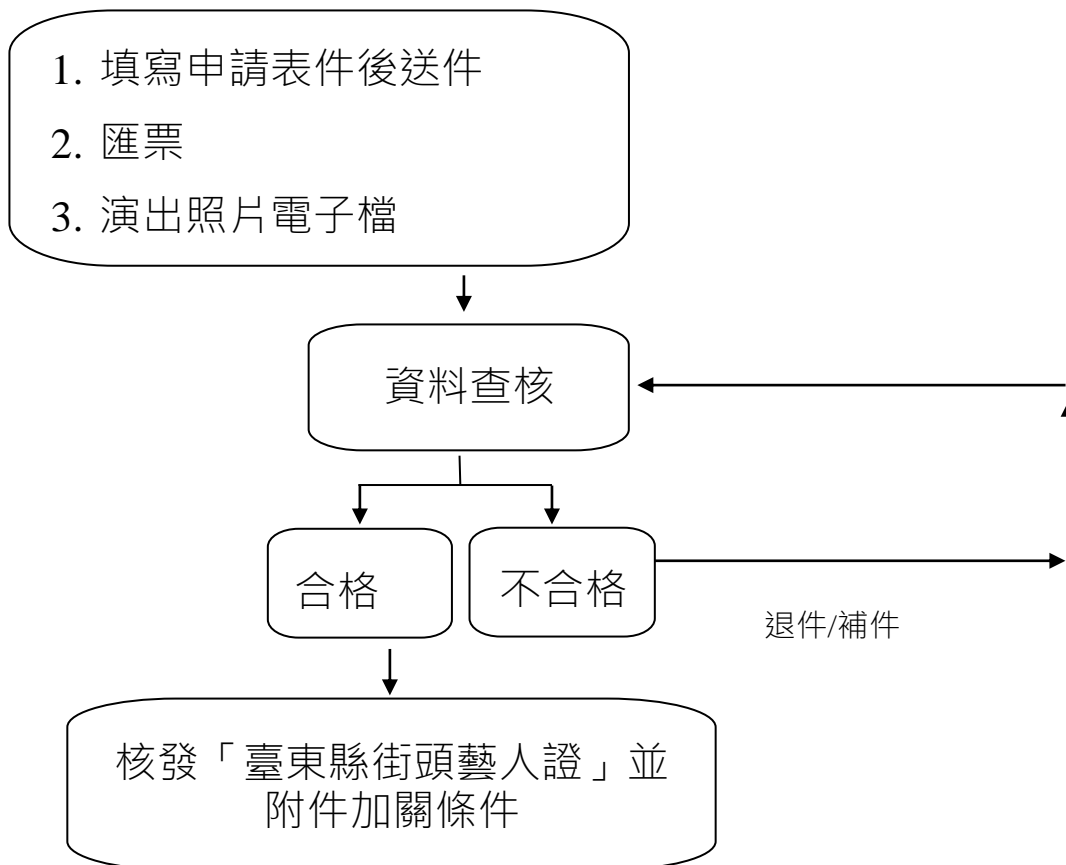 1. 填寫申請表件後送件
2. 匯票
3. 演出照片電子檔
資料查核
合格
不合格
退件/補件
核發「臺東縣街頭藝人證」並
附件加關條件